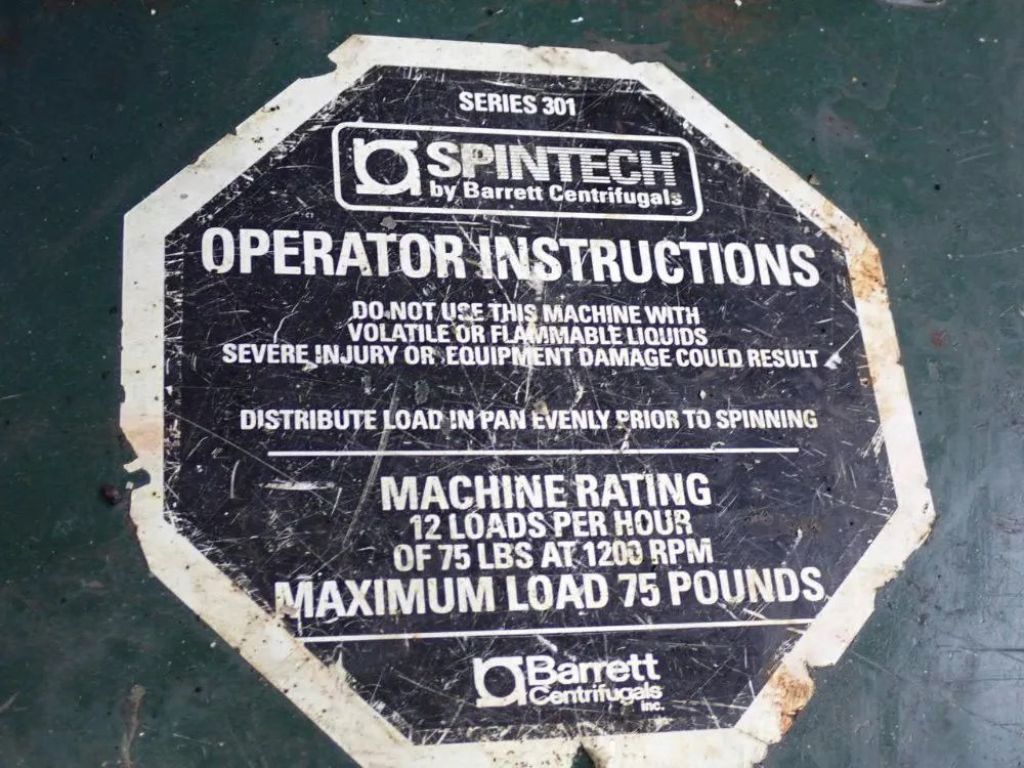 SERIES 301
SPINTECH™
by Barrett Centrifugals
OPERATOR INSTRUCTIONS
DO NOT USE THIS MACHINE WITH
VOLATILE OR FLAMMABLE LIQUIDS
SEVERE INJURY OR EQUIPMENT DAMAGE COULD RESULT
DISTRIBUTE LOAD IN PAN EVENLY PRIOR TO SPINNING
MACHINE RATING
12 LOADS PER HOUR
OF 75 LBS AT 1200 RPM
MAXIMUM LOAD 75 POUNDS
Barrett
Centrifugals
inc.